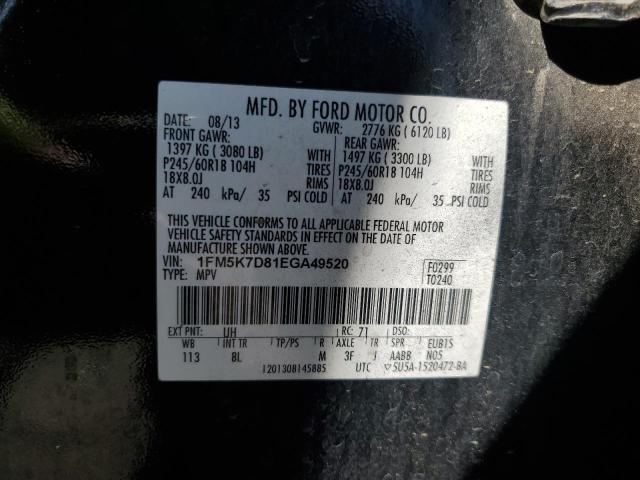 MFD. BY FORD MOTOR CO.
DATE: 08/13 GVWR: 2776 KG ( 6120 LB)
FRONT GAWR: REAR GAWR:
1397 KG ( 3080 LB) WITH 1497 KG ( 3300 LB) WITH
P245/60R18 104H TIRES P245/60R18 104H TIRES
18X8.0J RIMS 18X8.0J RIMS
AT 240 kPa/ 35 PSI COLD AT 240 kPa/ 35 PSI COLD
THIS VEHICLE CONFORMS TO ALL APPLICABLE FEDERAL MOTOR
VEHICLE SAFETY STANDARDS IN EFFECT ON THE DATE OF
MANUFACTURE SHOWN ABOVE.
VIN: 1FM5K7D81EGA49520 F0299
TYPE: MPV T0240
EXT PNT: UH RC: 71 DSO:
WB INT TR TP/PS R AXLE TR SPR EUB1S
113 8L M 3F J AABB N05
1201308145885 UTC ▽5U5A-1520472-BA